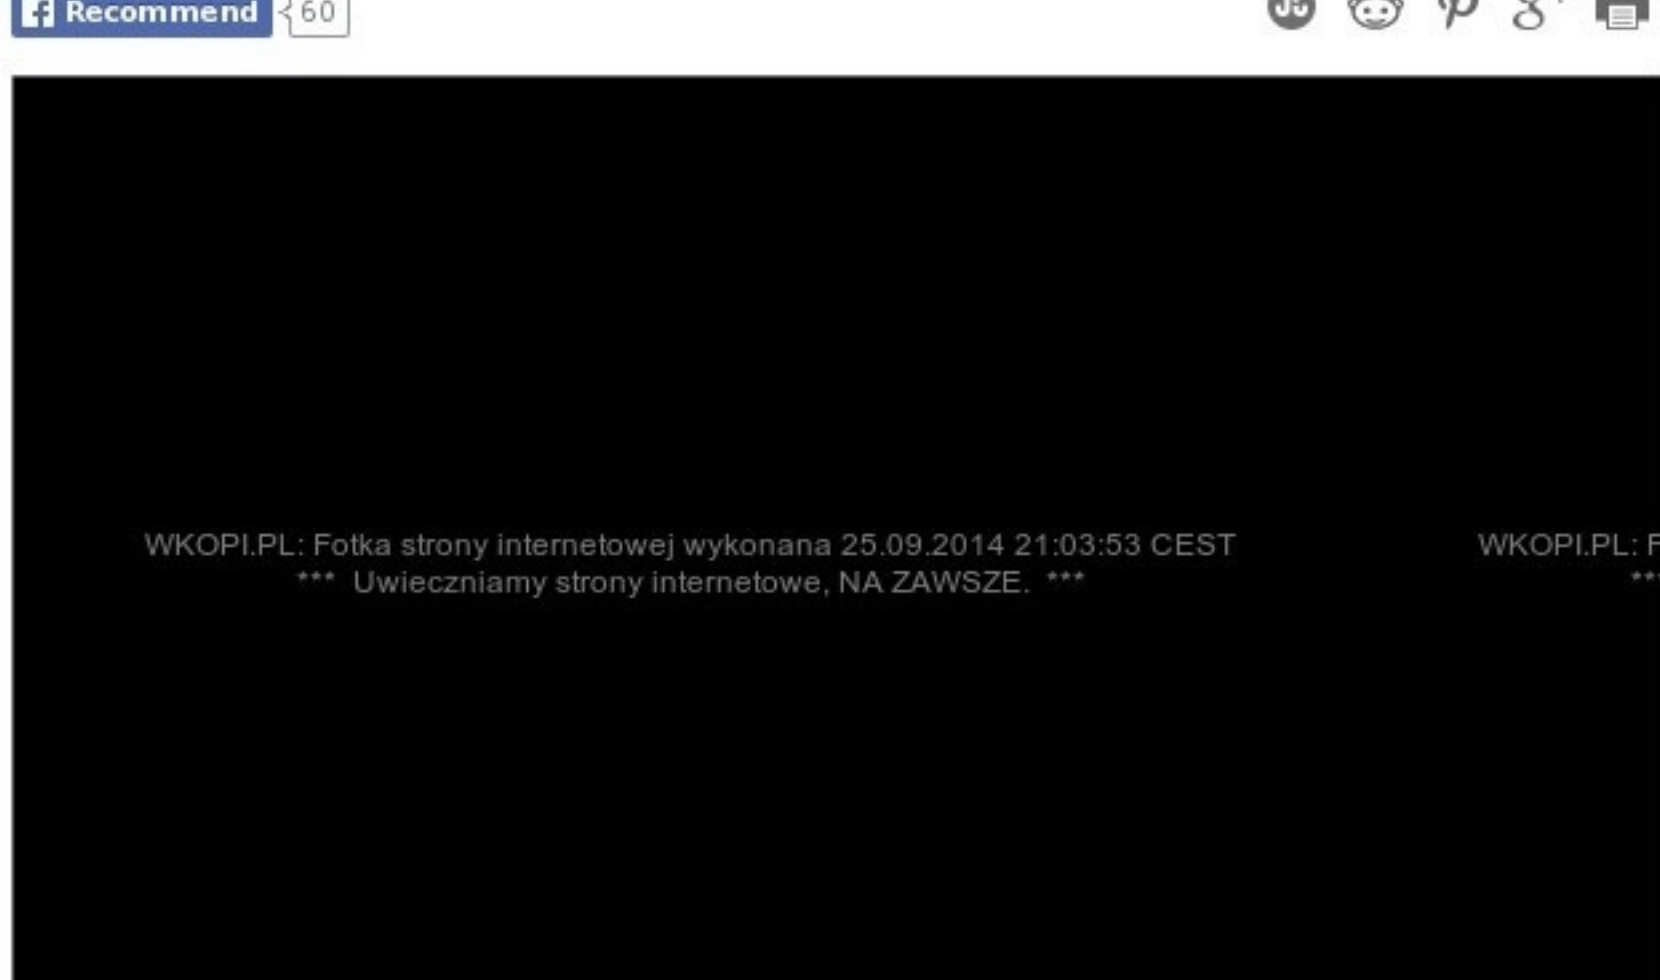 Recommend 60
WKOPI.PL: Fotka strony internetowej wykonana 25.09.2014 21:03:53 CEST
*** Uwieczniamy strony internetowe, NA ZAWSZE. ***
WKOPI.PL: F
**